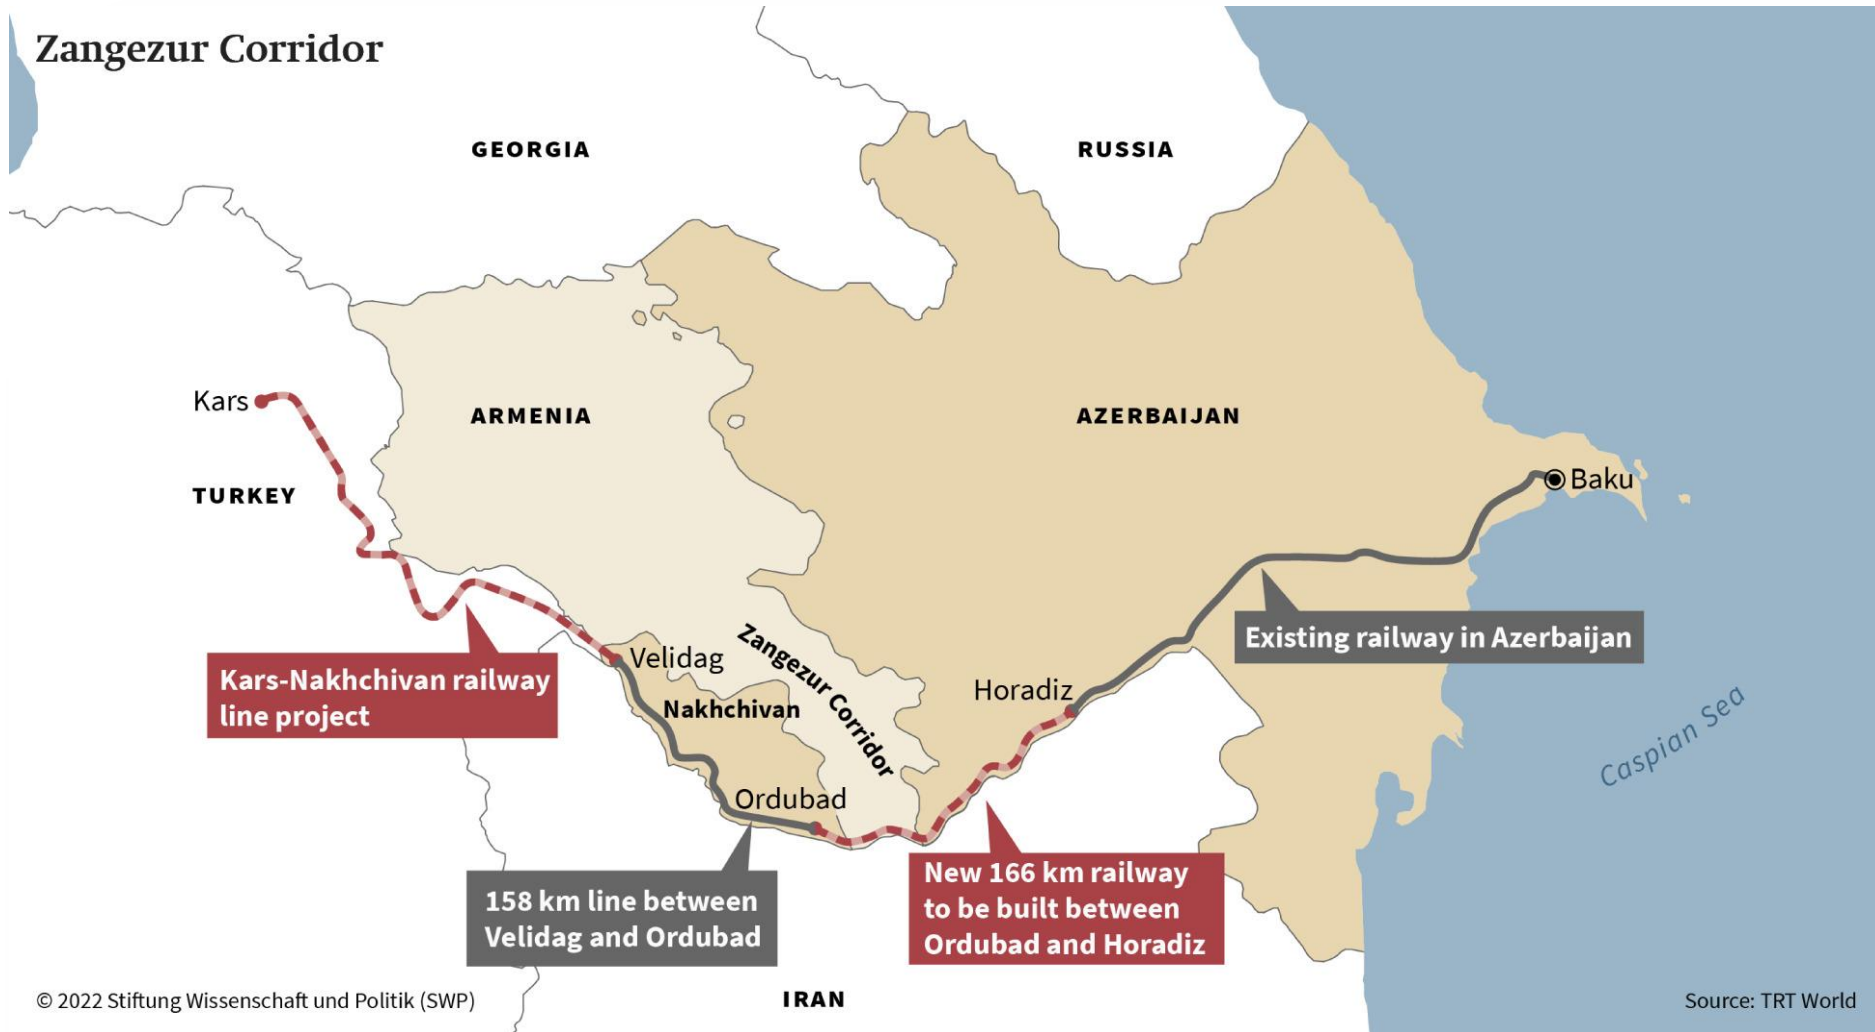 Zangezur Corridor
GEORGIA
RUSSIA
Kars
ARMENIA
AZERBAIJAN
TURKEY
Baku
Existing railway in Azerbaijan
Zangezur Corridor
Velidag
Kars-Nakhchivan railway
line project
Nakhchivan
Horadiz
Caspian Sea
Ordubad
158 km line between
Velidag and Ordubad
New 166 km railway
to be built between
Ordubad and Horadiz
© 2022 Stiftung Wissenschaft und Politik (SWP)
IRAN
Source: TRT World